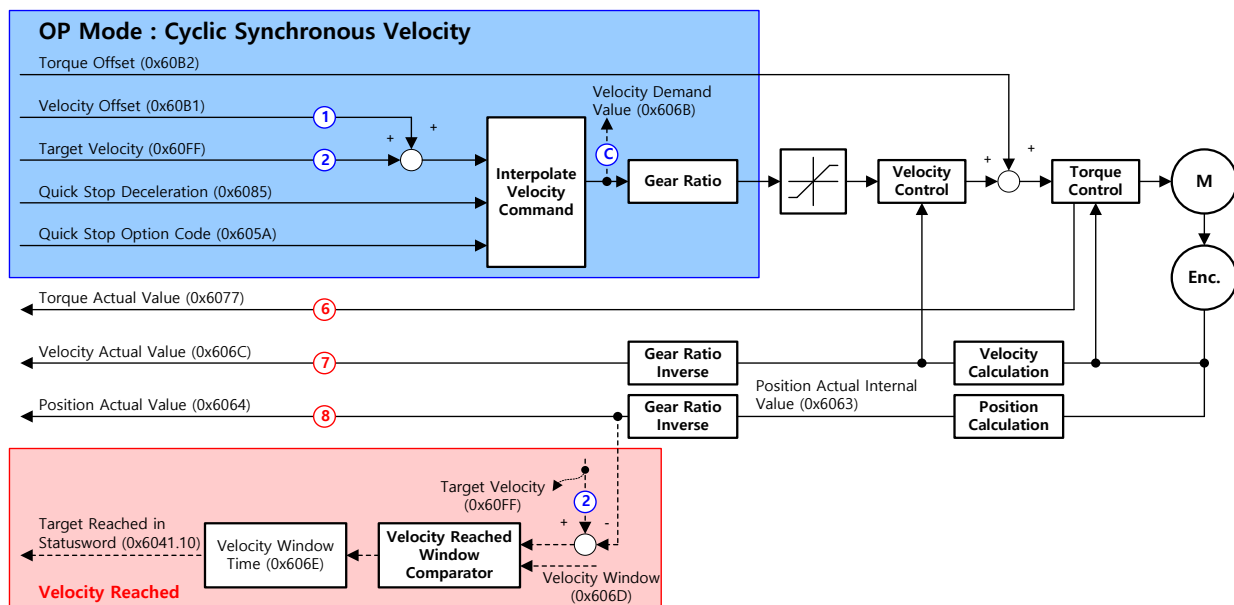 OP Mode : Cyclic Synchronous Velocity
Torque Offset (0x60B2)
Velocity Offset (0x60B1)
1
+
Velocity Demand
Value (0x606B)
Target Velocity (0x60FF)
2
+
C
Quick Stop Deceleration (0x6085)
Quick Stop Option Code (0x605A)
Interpolate
Velocity
Command
Gear Ratio
Velocity
Control
+
+
Torque
Control
M
Enc.
Torque Actual Value (0x6077)
6
Velocity Actual Value (0x606C)
7
Gear Ratio
Inverse
Velocity
Calculation
Position Actual Value (0x6064)
8
Gear Ratio
Inverse
Position Actual Internal
Value (0x6063)
Position
Calculation
Target Velocity
(0x60FF)
2
+
-
Target Reached in
Statusword (0x6041.10)
Velocity Window
Time (0x606E)
Velocity Reached
Window
Comparator
Velocity Window
(0x606D)
Velocity Reached